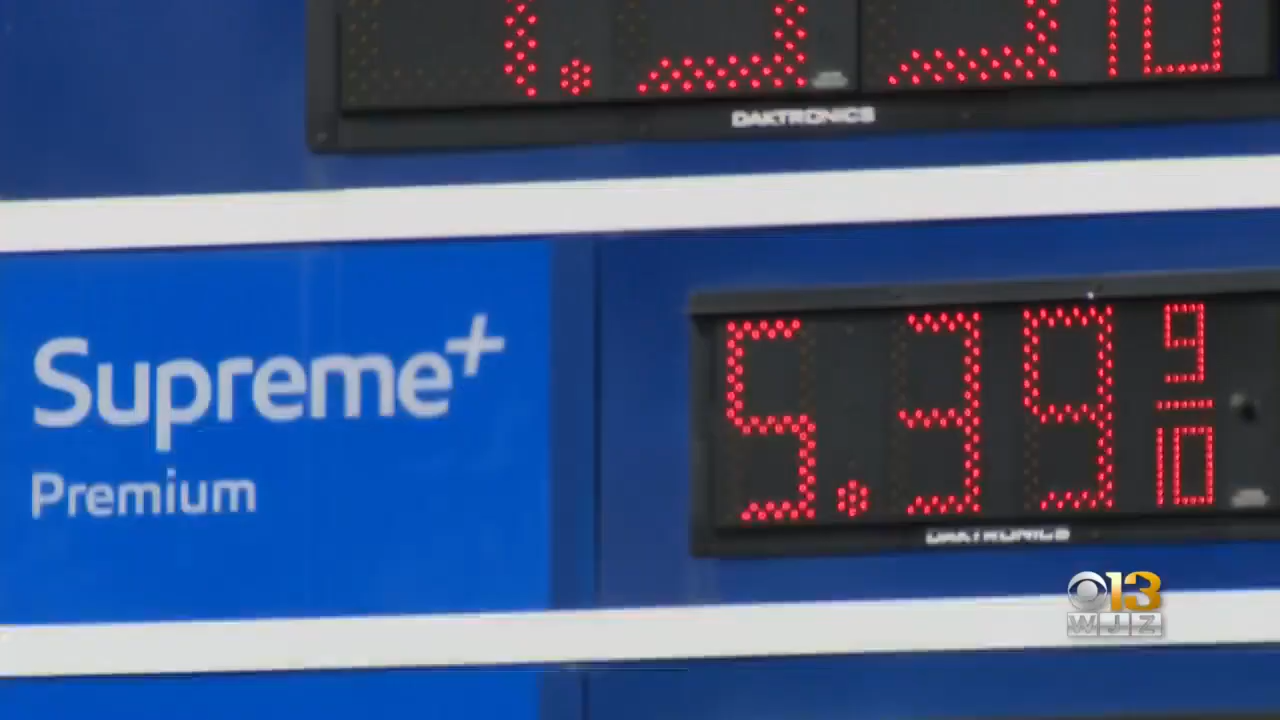 DAKTRONICS
Supreme+
Premium
5.39 9/10
DAKTRONICS
13
WJZ